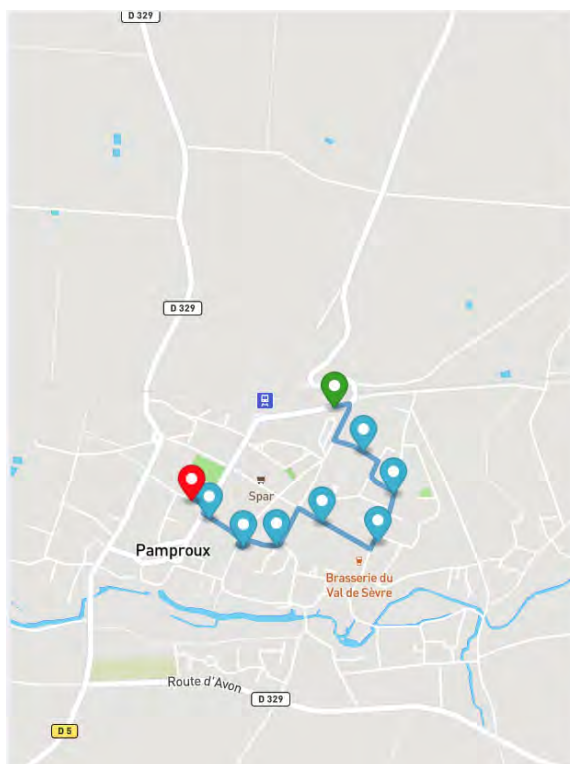 D 329
D 329
Spar
Pamproux
Brasserie du
Val de Sèvre
Route d'Avon
D 329
D 5